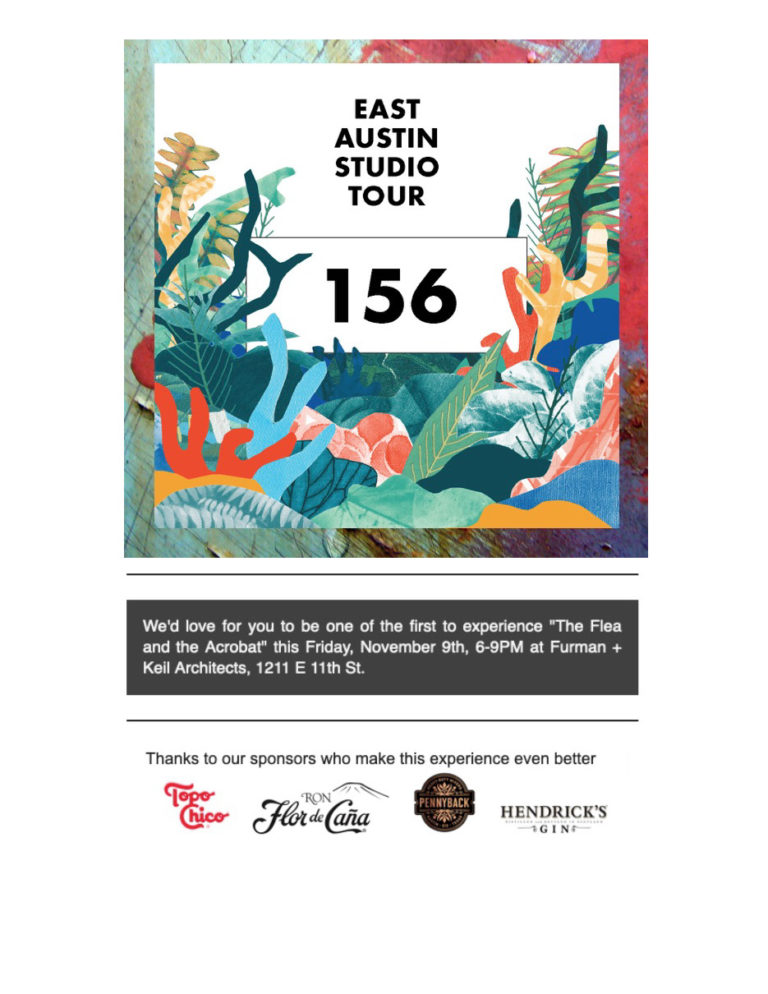 EAST
AUSTIN
STUDIO
TOUR
156
We'd love for you to be one of the first to experience "The Flea
and the Acrobat" this Friday, November 9th, 6-9PM at Furman +
Keil Architects, 1211 E 11th St.
Thanks to our sponsors who make this experience even better
Topo
Chico
RON
Flor de Caña
PENNYBACK
HENDRICK'S
GIN